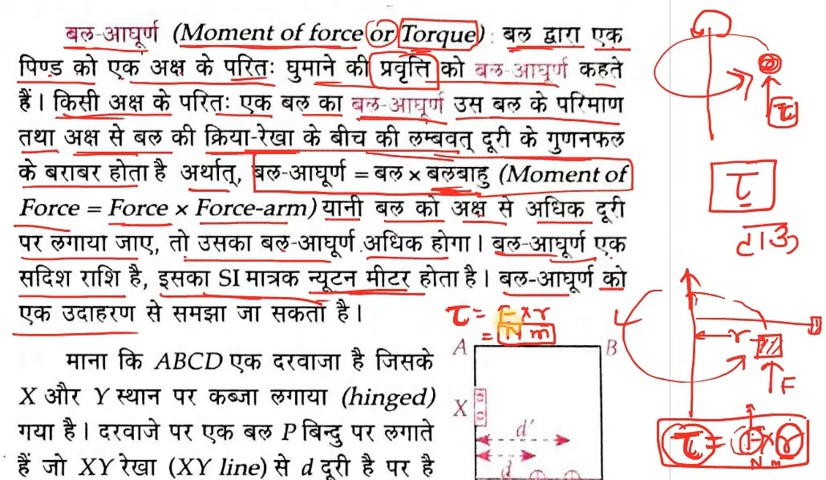 बल-आघूर्ण (Moment of force or Torque) : बल द्वारा एक
पिण्ड को एक अक्ष के परितः घुमाने की प्रवृत्ति को बल-आघूर्ण कहते
हैं। किसी अक्ष के परितः एक बल का बल-आघूर्ण उस बल के परिमाण
तथा अक्ष से बल की क्रिया-रेखा के बीच की लम्बवत् दूरी के गुणनफल
के बराबर होता है अर्थात्, बल-आघूर्ण = बल × बलबाहु (Moment of
Force = Force × Force-arm) यानी बल को अक्ष से अधिक दूरी
पर लगाया जाए, तो उसका बल-आघूर्ण अधिक होगा। बल-आघूर्ण एक
सदिश राशि है, इसका SI मात्रक न्यूटन मीटर होता है। बल-आघूर्ण को
एक उदाहरण से समझा जा सकता है।
माना कि ABCD एक दरवाजा है जिसके
X और Y स्थान पर कब्जा लगाया (hinged)
गया है। दरवाजे पर एक बल P बिन्दु पर लगाते
हैं जो XY रेखा (XY line) से d दूरी है पर है
τ = F × r
= N m
A B
X
d'
d
τ
τ
टाऊ
r
F
τ = F × r
N m